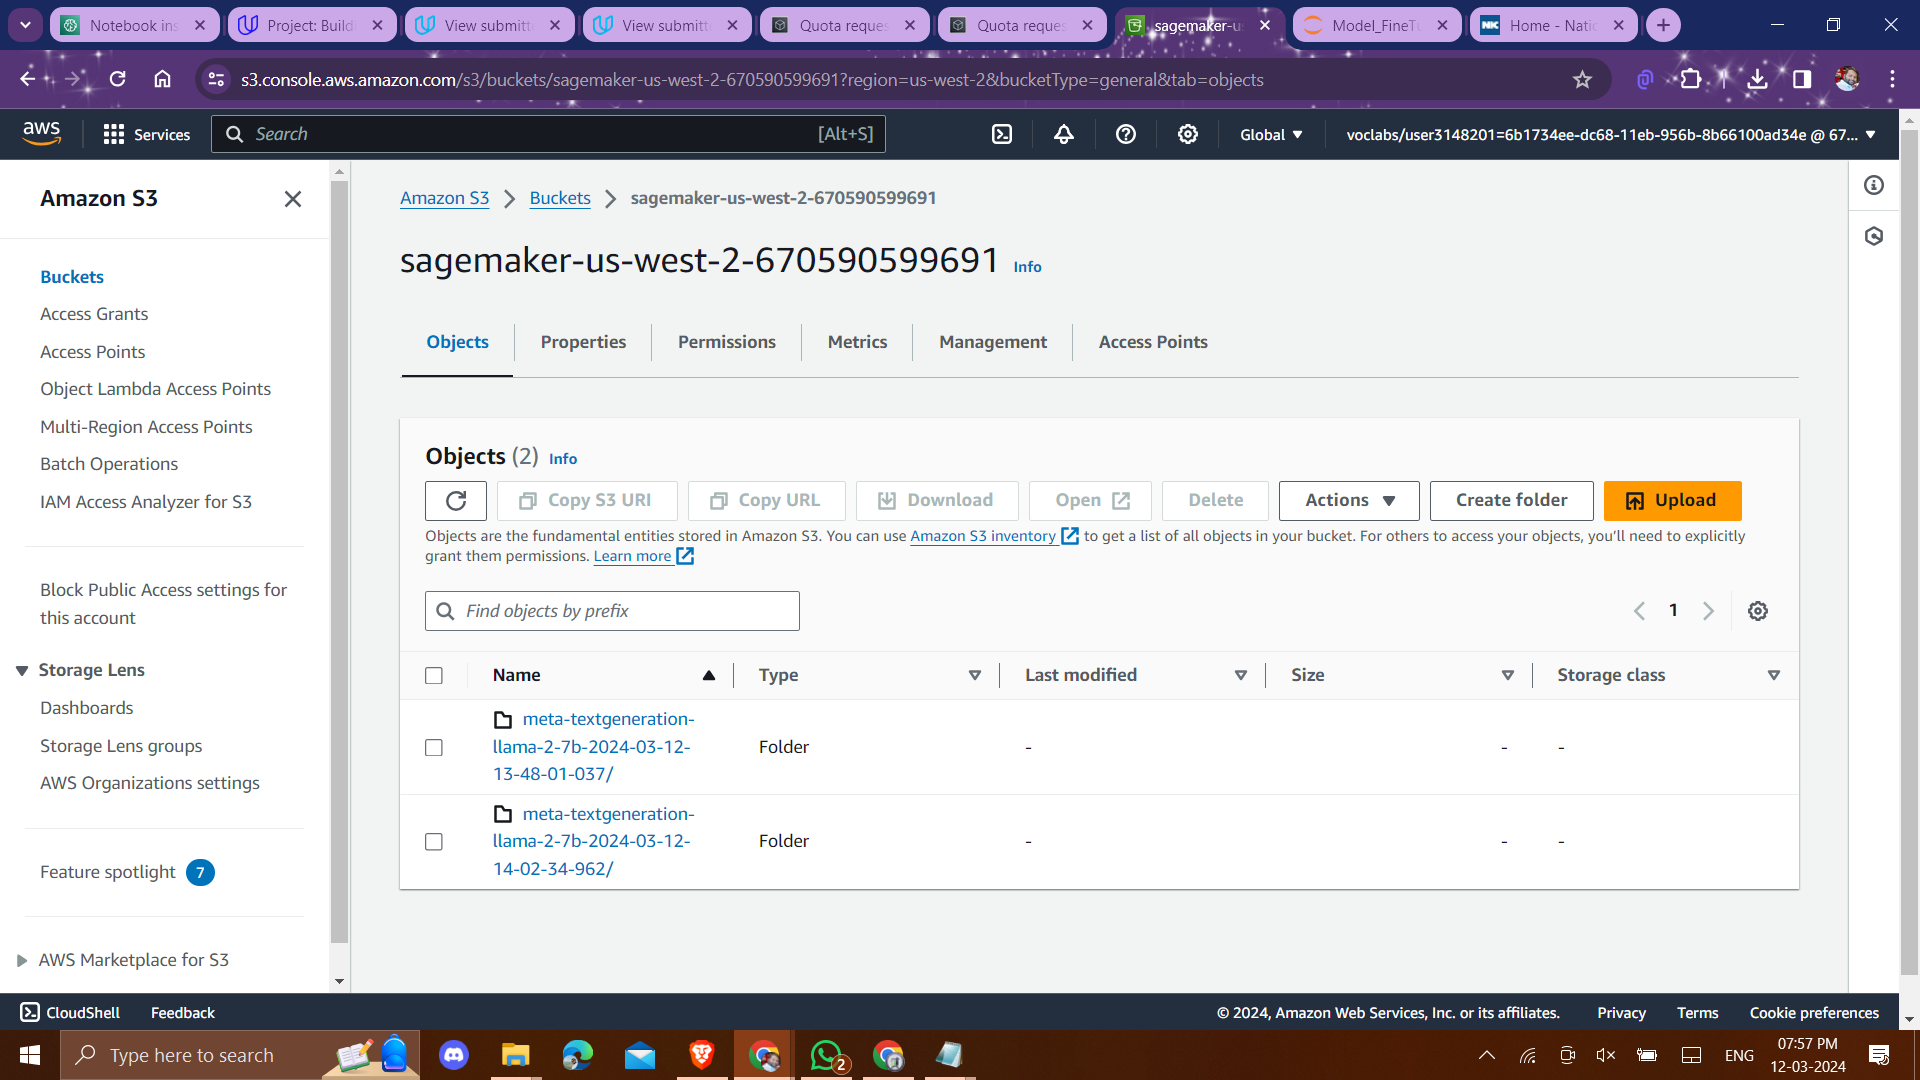 Notebook ins
Project: Build
View submitte
View submitte
Quota reques
Quota reques
sagemaker-us
Model_FineTu
NK Home - Natio
s3.console.aws.amazon.com/s3/buckets/sagemaker-us-west-2-670590599691?region=us-west-2&bucketType=general&tab=objects
aws
Services
Search
[Alt+S]
Global
voclabs/user3148201=6b1734ee-dc68-11eb-956b-8b66100ad34e @ 67...
Amazon S3
Buckets
Access Grants
Access Points
Object Lambda Access Points
Multi-Region Access Points
Batch Operations
IAM Access Analyzer for S3
Block Public Access settings for
this account
Storage Lens
Dashboards
Storage Lens groups
AWS Organizations settings
Feature spotlight 7
AWS Marketplace for S3
Amazon S3 > Buckets > sagemaker-us-west-2-670590599691
sagemaker-us-west-2-670590599691 Info
Objects
Properties
Permissions
Metrics
Management
Access Points
Objects (2) Info
Copy S3 URI
Copy URL
Download
Open
Delete
Actions
Create folder
Upload
Objects are the fundamental entities stored in Amazon S3. You can use Amazon S3 inventory to get a list of all objects in your bucket. For others to access your objects, you'll need to explicitly
grant them permissions. Learn more
Find objects by prefix
1
Name
Type
Last modified
Size
Storage class
meta-textgeneration-
llama-2-7b-2024-03-12-
13-48-01-037/
Folder
-
-
-
meta-textgeneration-
llama-2-7b-2024-03-12-
14-02-34-962/
Folder
-
-
-
CloudShell
Feedback
© 2024, Amazon Web Services, Inc. or its affiliates.
Privacy
Terms
Cookie preferences
Type here to search
2
ENG
07:57 PM
12-03-2024